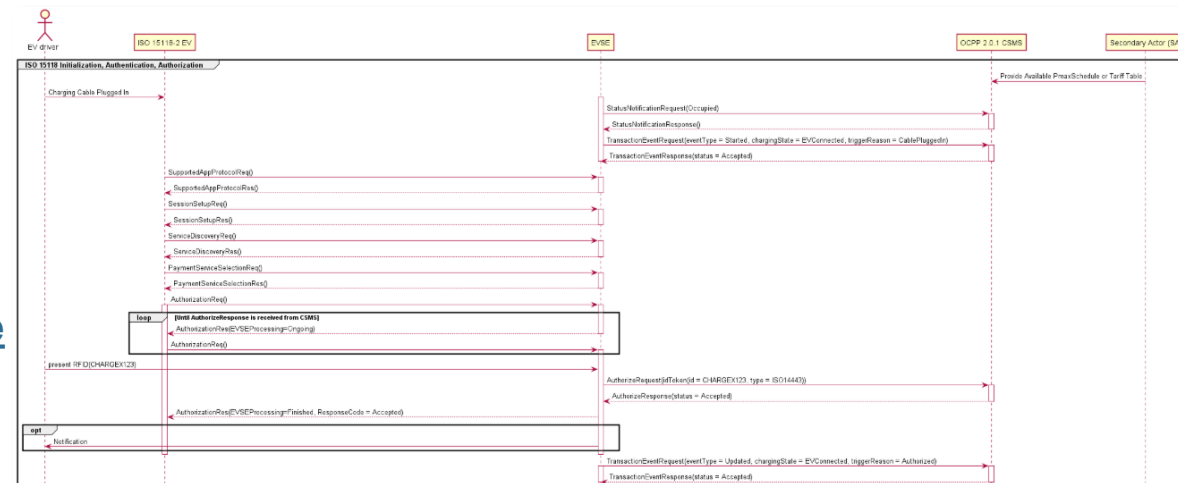 EV driver
ISO 15118-2 EV
EVSE
OCPP 2.0.1 CSMS
Secondary Actor (SA
ISO 15118 Initialization, Authentication, Authorization
Provide Available PmaxSchedule or Tariff Table
Charging Cable Plugged In
StatusNotificationRequest(Occupied)
StatusNotificationResponse()
TransactionEventRequest(eventType = Started, chargingState = EVConnected, triggerReason = CablePluggedIn)
TransactionEventResponse(status = Accepted)
SupportedAppProtocolReq()
SupportedAppProtocolRes()
SessionSetupReq()
SessionSetupRes()
ServiceDiscoveryReq()
ServiceDiscoveryRes()
PaymentServiceSelectionReq()
PaymentServiceSelectionRes()
AuthorizationReq()
loop [Until AuthorizeResponse is received from CSMS]
AuthorizationRes(EVSEProcessing=Ongoing)
e
AuthorizationReq()
present RFID(CHARGEX123)
AuthorizeRequest(idToken(id = CHARGEX123, type = ISO14443))
AuthorizeResponse(status = Accepted)
AuthorizationRes(EVSEProcessing=Finished, ResponseCode = Accepted)
opt
Notification
TransactionEventRequest(eventType = Updated, chargingState = EVConnected, triggerReason = Authorized)
TransactionEventResponse(status = Accepted)